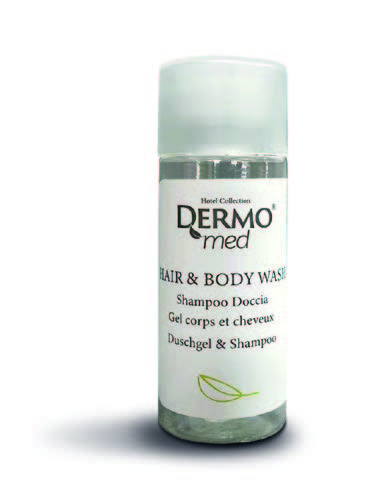 Hotel Collection
DERMO®
med
HAIR & BODY WASH
Shampoo Doccia
Gel corps et cheveux
Duschgel & Shampoo